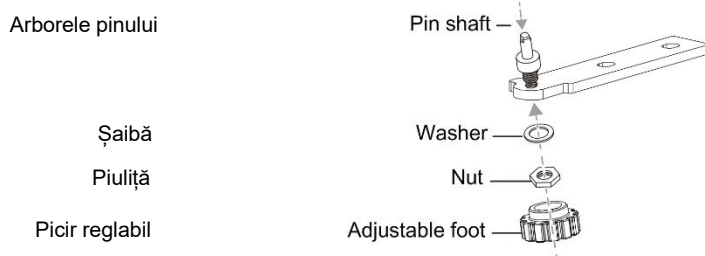 Arborele pinului Pin shaft
Șaibă Washer
Piuliță Nut
Picir reglabil Adjustable foot